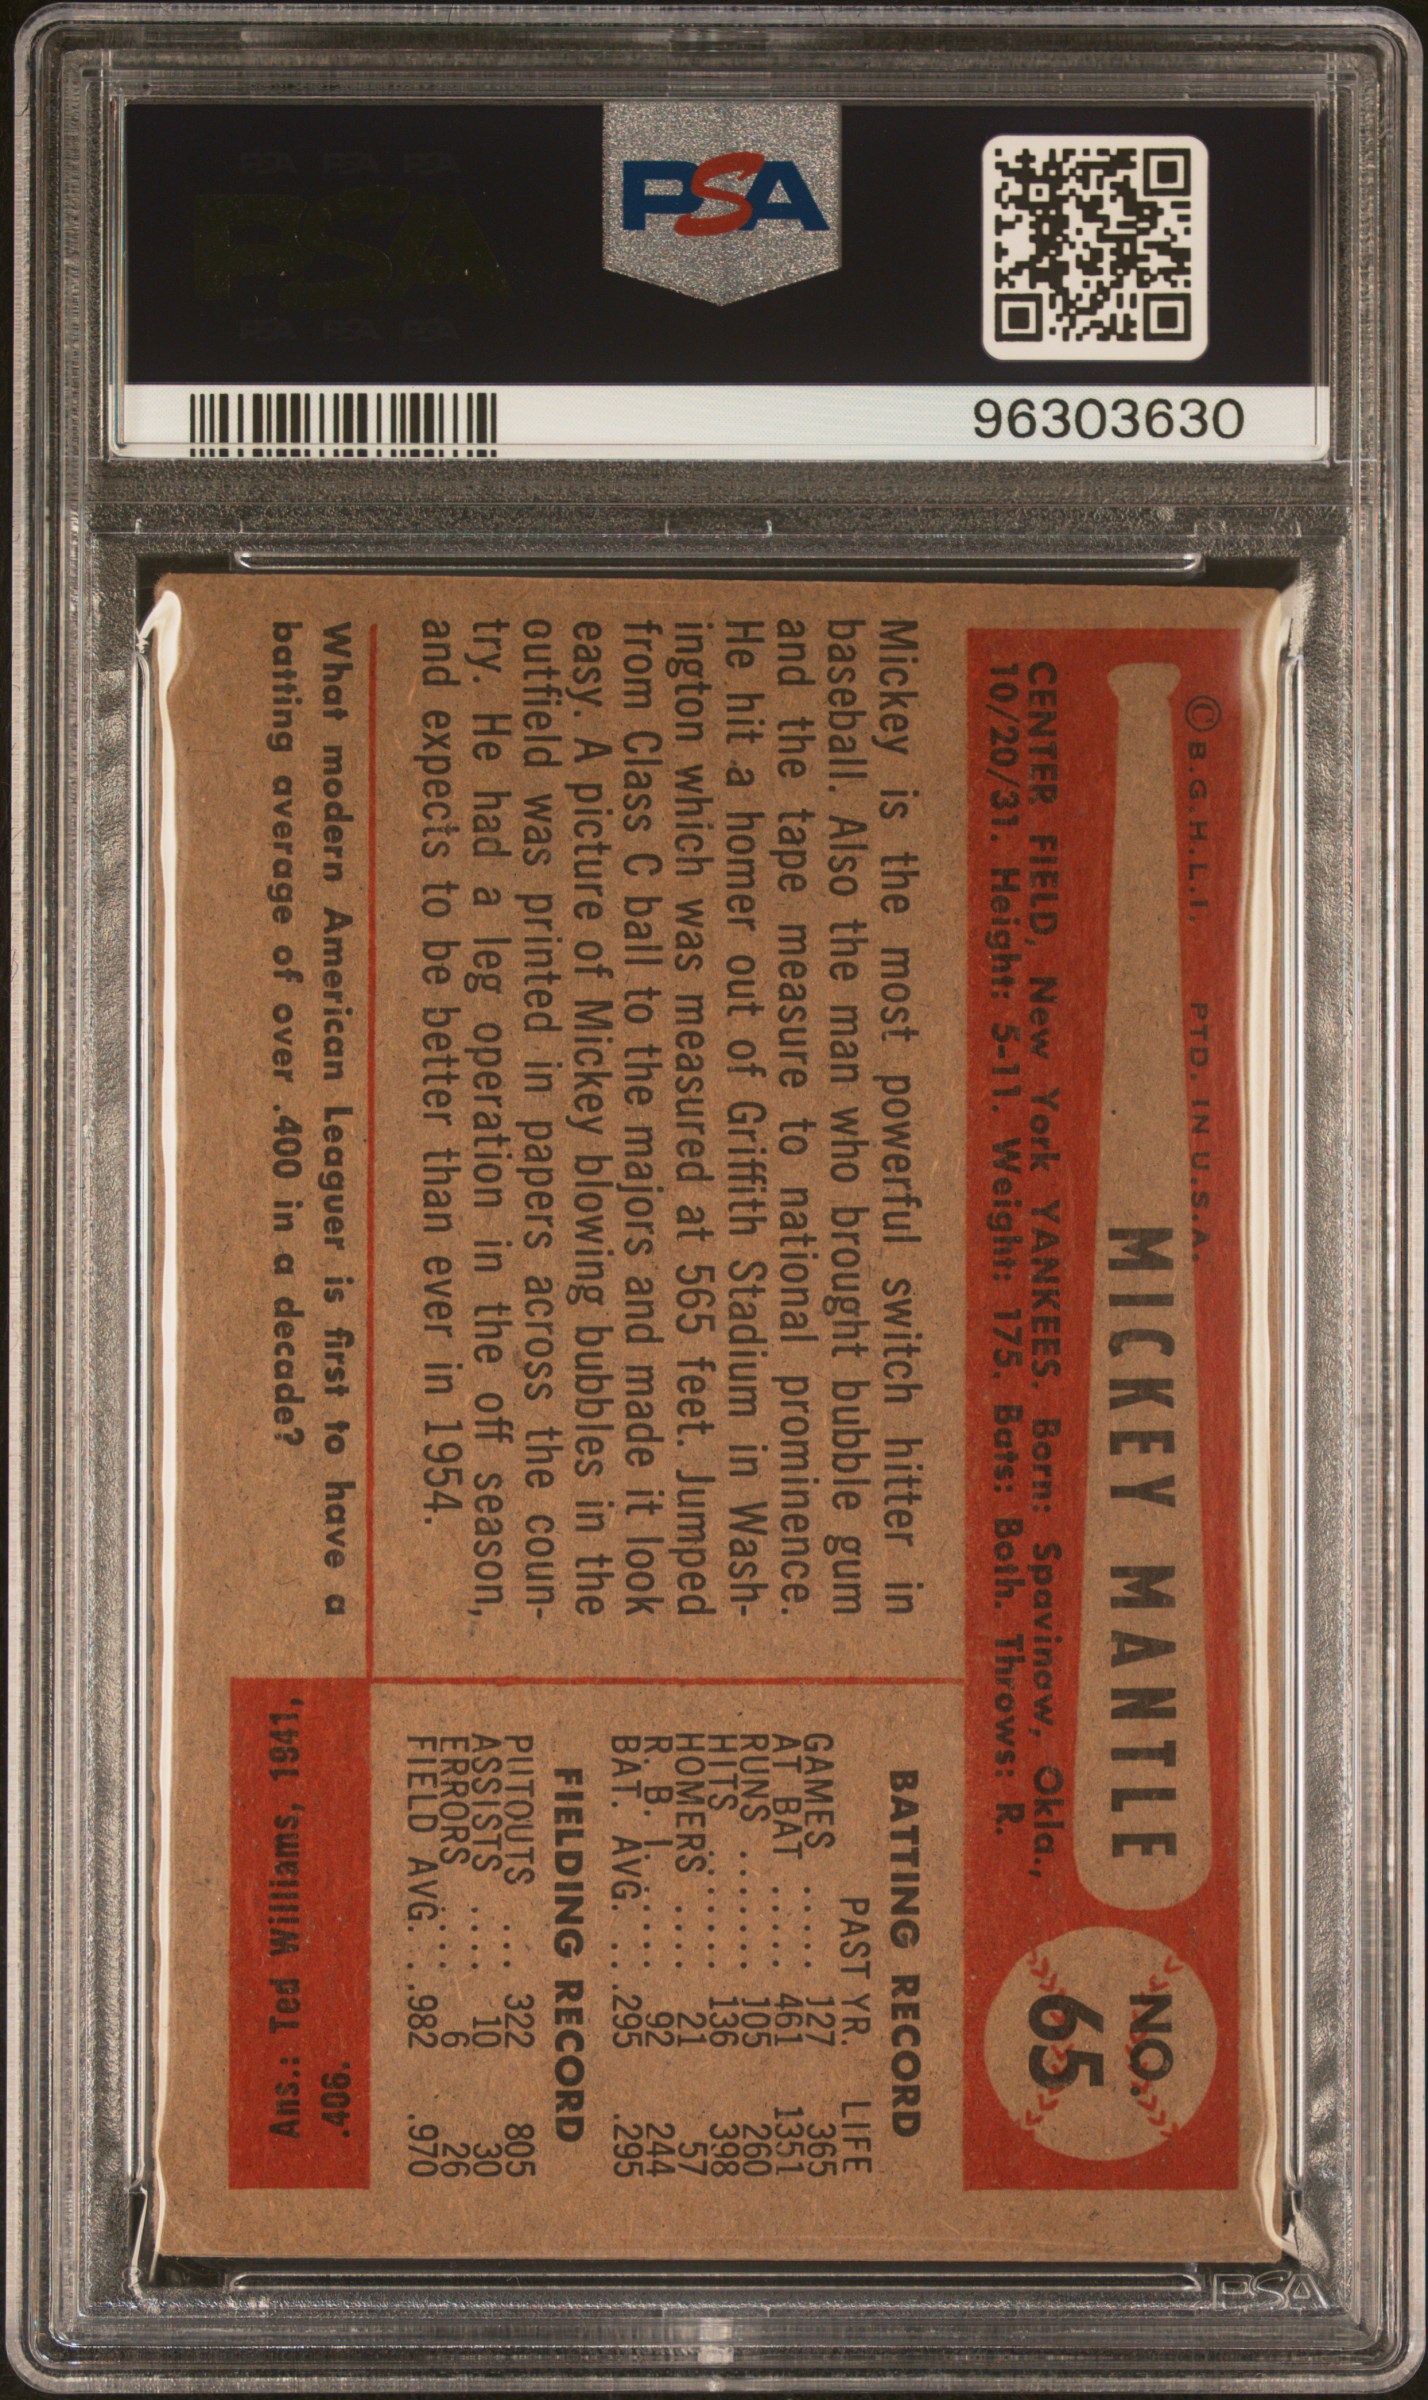 PSA
PSA PSA PSA
PSA
PSA PSA PSA
96303630
© B.G.H.L.I. PTD. IN U.S.A.
MICKEY MANTLE
NO.
65
CENTER FIELD, New York YANKEES. Born: Spavinaw, Okla.,
10/20/31. Height: 5-11. Weight: 175. Bats: Both. Throws: R.
Mickey is the most powerful switch hitter in
baseball. Also the man who brought bubble gum
and the tape measure to national prominence.
He hit a homer out of Griffith Stadium in Wash-
ington which was measured at 565 feet. Jumped
from Class C ball to the majors and made it look
easy. A picture of Mickey blowing bubbles in the
outfield was printed in papers across the coun-
try. He had a leg operation in the off season,
and expects to be better than ever in 1954.
BATTING RECORD
PAST YR. LIFE
GAMES ..... 127 365
AT BAT ..... 461 1351
RUNS ....... 105 260
HITS ....... 136 398
HOMERS .... 21 57
R. B. I. ..... 92 244
BAT. AVG. ... .295 .295
FIELDING RECORD
PUTOUTS ... 322 805
ASSISTS .... 10 30
ERRORS .... 6 26
FIELD AVG. .. .982 .970
What modern American Leaguer is first to have a
batting average of over .400 in a decade?
Ans.: Ted Williams, 1941,
.406.
PSA